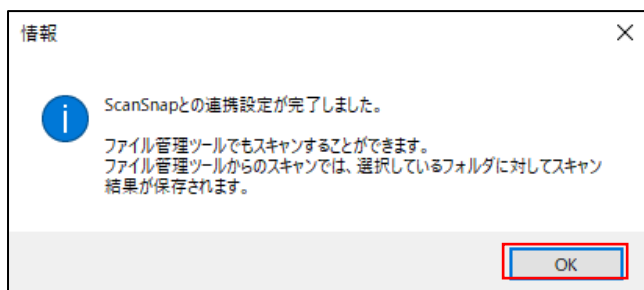 情報
ScanSnapとの連携設定が完了しました。
ファイル管理ツールでもスキャンすることができます。
ファイル管理ツールからのスキャンでは、選択しているフォルダに対してスキャン
結果が保存されます。
OK